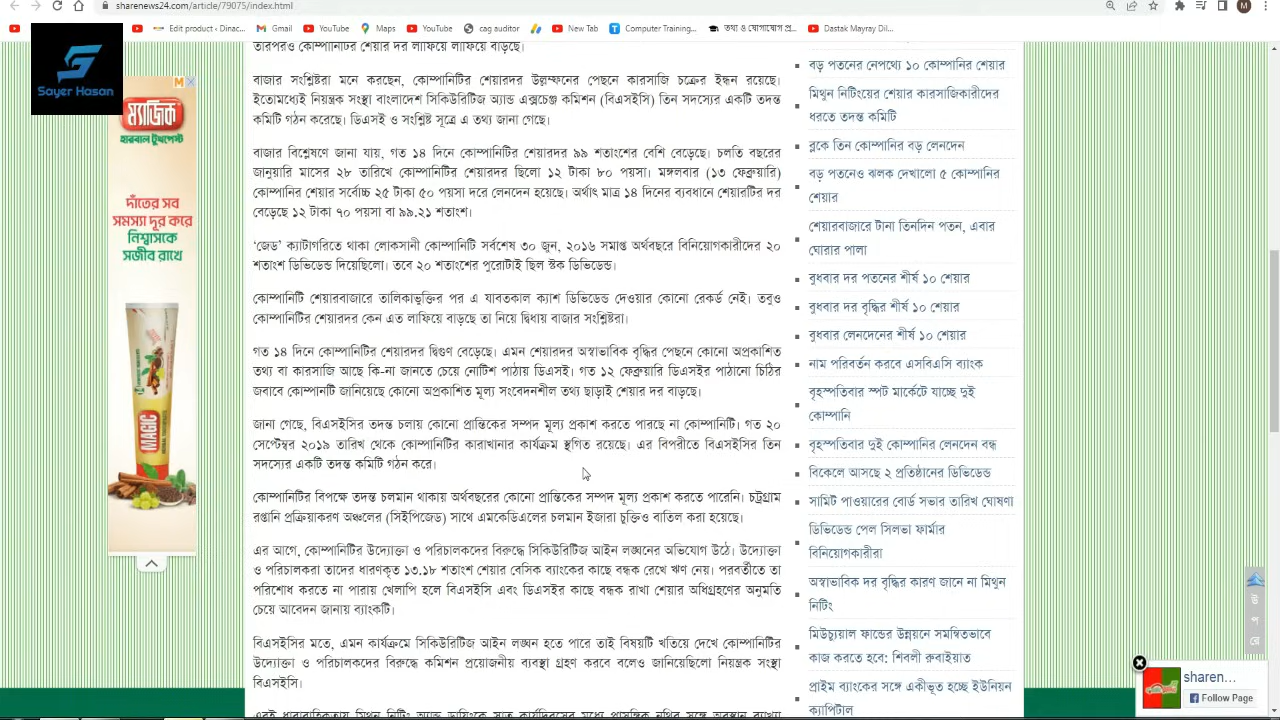 sharenews24.com/article/79075/index.html
M
Edit product ‹ Dinac...
Gmail
YouTube
Maps
YouTube
cag auditor
New Tab
Computer Training...
তথ্য ও যোগাযোগ প্র...
Dastak Mayray Dil...
Sayer Hasan
ম্যাজিক
হারবাল টুথপেস্ট
দাঁতের সব
সমস্যা দূর করে
নিশ্বাসকে
সজীব রাখে
MAGIC
তারপরও কোম্পানিটির শেয়ার দর লাফিয়ে লাফিয়ে বাড়ছে।
বাজার সংশ্লিষ্টরা মনে করছেন, কোম্পানিটির শেয়ারদর উল্লম্ফনের পেছনে কারসাজি চক্রের ইন্ধন রয়েছে।
ইতোমধ্যেই নিয়ন্ত্রক সংস্থা বাংলাদেশ সিকিউরিটিজ অ্যান্ড এক্সচেঞ্জ কমিশন (বিএসইসি) তিন সদস্যের একটি তদন্ত
কমিটি গঠন করেছে। ডিএসই ও সংশ্লিষ্ট সূত্রে এ তথ্য জানা গেছে।
বাজার বিশ্লেষণে জানা যায়, গত ১৪ দিনে কোম্পানিটির শেয়ারদর ৯৯ শতাংশের বেশি বেড়েছে। চলতি বছরের
জানুয়ারি মাসের ২৮ তারিখে কোম্পানিটির শেয়ারদর ছিলো ১২ টাকা ৮০ পয়সা। মঙ্গলবার (১৩ ফেব্রুয়ারি)
কোম্পানির শেয়ার সর্বোচ্চ ২৫ টাকা ৫০ পয়সা দরে লেনদেন হয়েছে। অর্থাৎ মাত্র ১৪ দিনের ব্যবধানে শেয়ারটির দর
বেড়েছে ১২ টাকা ৭০ পয়সা বা ৯৯.২১ শতাংশ।
‘জেড’ ক্যাটাগরিতে থাকা লোকসানী কোম্পানিটি সর্বশেষ ৩০ জুন, ২০১৬ সমাপ্ত অর্থবছরে বিনিয়োগকারীদের ২০
শতাংশ ডিভিডেন্ড দিয়েছিলো। তবে ২০ শতাংশের পুরোটাই ছিল স্টক ডিভিডেন্ড।
কোম্পানিটি শেয়ারবাজারে তালিকাভুক্তির পর এ যাবতকাল ক্যাশ ডিভিডেন্ড দেওয়ার কোনো রেকর্ড নেই। তবুও
কোম্পানিটির শেয়ারদর কেন এত লাফিয়ে বাড়ছে তা নিয়ে দ্বিধায় বাজার সংশ্লিষ্টরা।
গত ১৪ দিনে কোম্পানিটির শেয়ারদর দ্বিগুণ বেড়েছে। এমন শেয়ারদর অস্বাভাবিক বৃদ্ধির পেছনে কোনো অপ্রকাশিত
তথ্য বা কারসাজি আছে কি-না জানতে চেয়ে নোটিশ পাঠায় ডিএসই। গত ১২ ফেব্রুয়ারি ডিএসইর পাঠানো চিঠির
জবাবে কোম্পানটি জানিয়েছে কোনো অপ্রকাশিত মূল্য সংবেদনশীল তথ্য ছাড়াই শেয়ার দর বাড়ছে।
জানা গেছে, বিএসইসির তদন্ত চলায় কোনো প্রান্তিকের সম্পদ মূল্য প্রকাশ করতে পারছে না কোম্পানিটি। গত ২০
সেপ্টেম্বর ২০১৯ তারিখ থেকে কোম্পানিটির কারাখানার কার্যক্রম স্থগিত রয়েছে। এর বিপরীতে বিএসইসির তিন
সদস্যের একটি তদন্ত কমিটি গঠন করে।
কোম্পানিটির বিপক্ষে তদন্ত চলমান থাকায় অর্থবছরের কোনো প্রান্তিকের সম্পদ মূল্য প্রকাশ করতে পারেনি। চট্রগ্রাম
রপ্তানি প্রক্রিয়াকরণ অঞ্চলের (সিইপিজেড) সাথে এমকেডিএলের চলমান ইজারা চুক্তিও বাতিল করা হয়েছে।
এর আগে, কোম্পানিটির উদ্যোক্তা ও পরিচালকদের বিরুদ্ধে সিকিউরিটিজ আইন লঙ্ঘনের অভিযোগ উঠে। উদ্যোক্তা
ও পরিচালকরা তাদের ধারণকৃত ১৩.১৮ শতাংশ শেয়ার বেসিক ব্যাংকের কাছে বন্ধক রেখে ঋণ নেয়। পরবর্তীতে তা
পরিশোধ করতে না পারায় খেলাপি হলে বিএসইসি এবং ডিএসইর কাছে বন্ধক রাখা শেয়ার অধিগ্রহণের অনুমতি
চেয়ে আবেদন জানায় ব্যাংকটি।
বিএসইসির মতে, এমন কার্যক্রমে সিকিউরিটিজ আইন লঙ্ঘন হতে পারে তাই বিষয়টি খতিয়ে দেখে কোম্পানিটির
উদ্যোক্তা ও পরিচালকদের বিরুদ্ধে কমিশন প্রয়োজনীয় ব্যবস্থা গ্রহণ করবে বলেও জানিয়েছিলো নিয়ন্ত্রক সংস্থা
বিএসইসি।
এরই ধারাবাহিকতায় মিথুন নিটিং অ্যান্ড ডায়িংকে সাত কার্যদিবসের মধ্যে প্রাসঙ্গিক নথির সঙ্গে অবস্থান ব্যাখ্যা
বড় পতনের নেপথ্যে ১০ কোম্পানির শেয়ার
মিথুন নিটিংয়ের শেয়ার কারসাজিকারীদের
ধরতে তদন্ত কমিটি
ব্লকে তিন কোম্পানির বড় লেনদেন
বড় পতনেও ঝলক দেখালো ৫ কোম্পানির
শেয়ার
শেয়ারবাজারে টানা তিনদিন পতন, এবার
ঘোরার পালা
বুধবার দর পতনের শীর্ষ ১০ শেয়ার
বুধবার দর বৃদ্ধির শীর্ষ ১০ শেয়ার
বুধবার লেনদেনের শীর্ষ ১০ শেয়ার
নাম পরিবর্তন করবে এসবিএসি ব্যাংক
বৃহস্পতিবার স্পট মার্কেটে যাচ্ছে দুই
কোম্পানি
বৃহস্পতিবার দুই কোম্পানির লেনদেন বন্ধ
বিকেলে আসছে ২ প্রতিষ্ঠানের ডিভিডেন্ড
সামিট পাওয়ারের বোর্ড সভার তারিখ ঘোষণা
ডিভিডেন্ড পেল সিলভা ফার্মার
বিনিয়োগকারীরা
অস্বাভাবিক দর বৃদ্ধির কারণ জানে না মিথুন
নিটিং
মিউচ্যুয়াল ফান্ডের উন্নয়নে সমন্বিতভাবে
কাজ করতে হবে: শিবলী রুবাইয়াত
প্রাইম ব্যাংকের সঙ্গে একীভূত হচ্ছে ইউনিয়ন
ক্যাপিটাল
উ
প
রে
sharen...
Follow Page